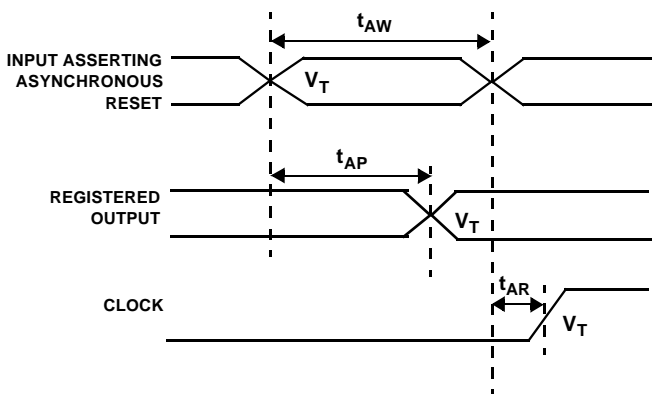 tAW
INPUT ASSERTING
ASYNCHRONOUS
RESET
VT
tAP
REGISTERED
OUTPUT
VT
tAR
CLOCK
VT